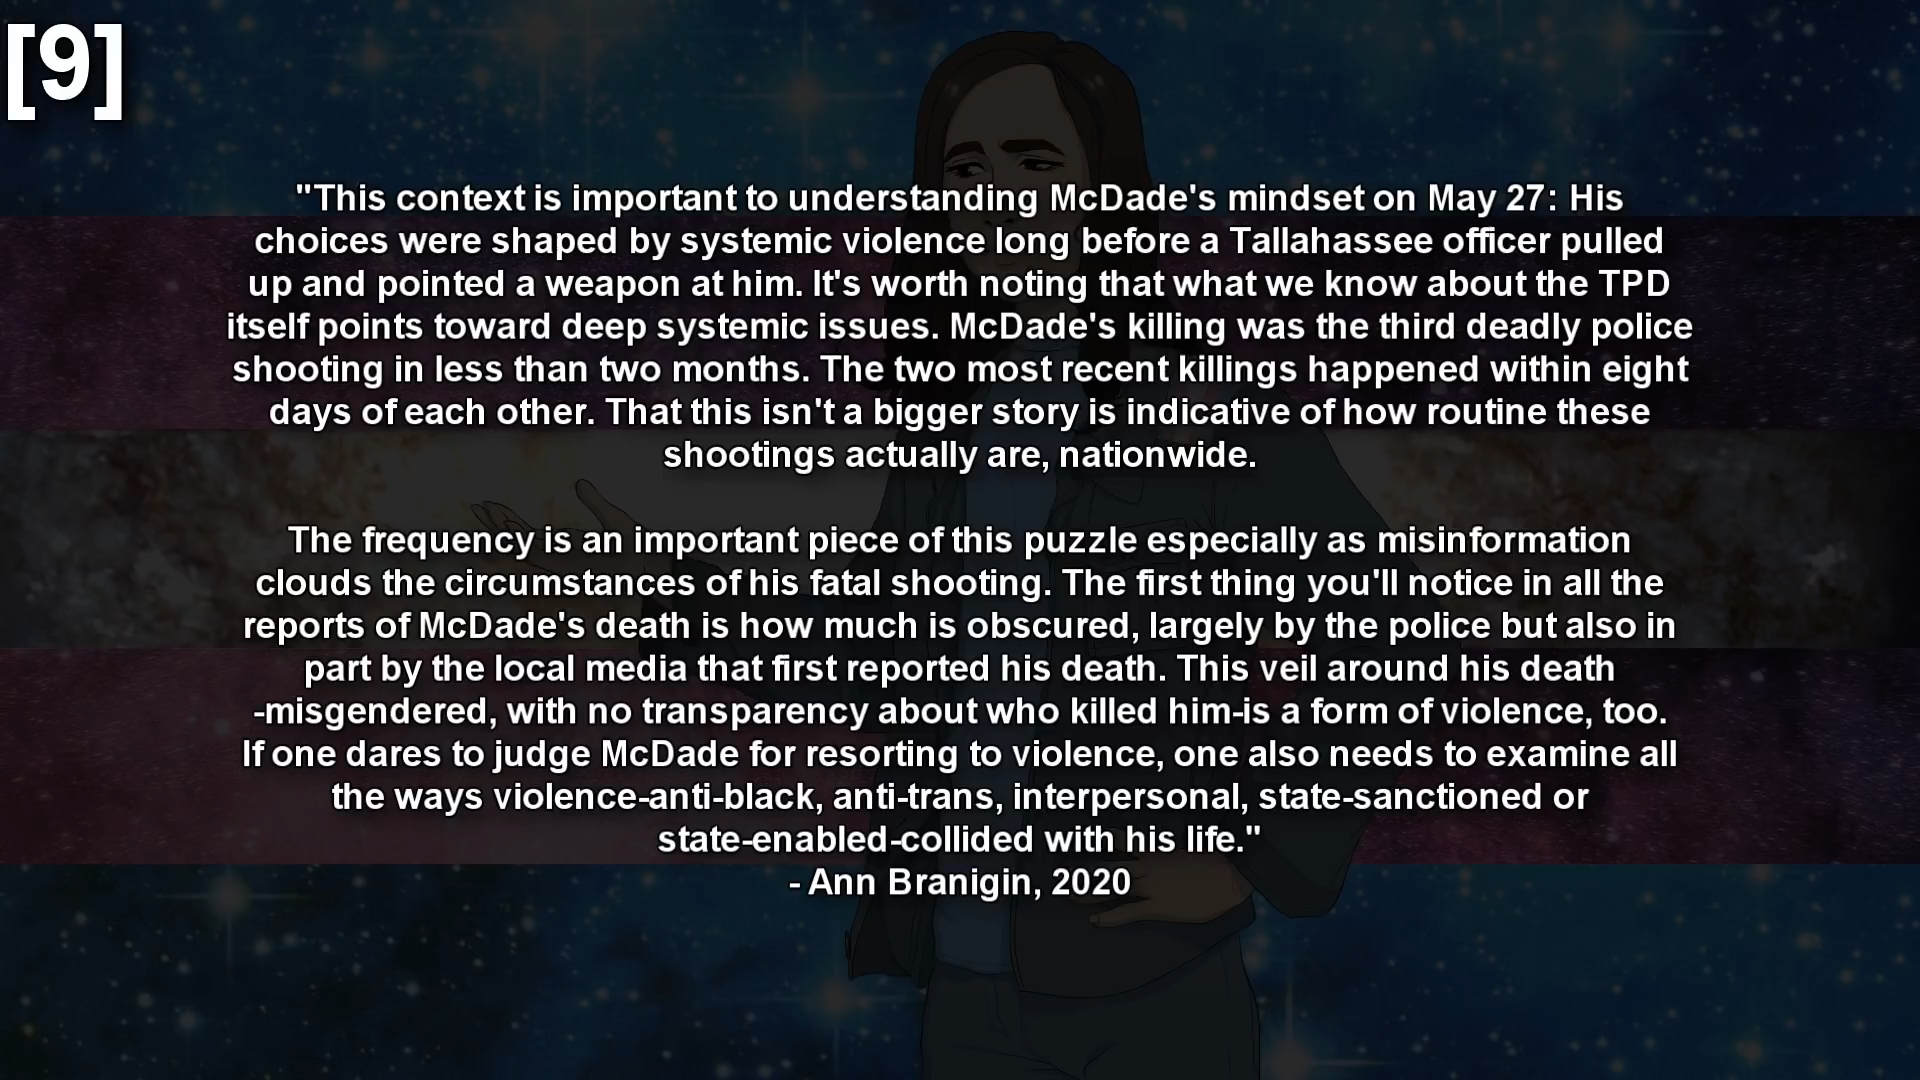 [9]
"This context is important to understanding McDade's mindset on May 27: His
choices were shaped by systemic violence long before a Tallahassee officer pulled
up and pointed a weapon at him. It's worth noting that what we know about the TPD
itself points toward deep systemic issues. McDade's killing was the third deadly police
shooting in less than two months. The two most recent killings happened within eight
days of each other. That this isn't a bigger story is indicative of how routine these
shootings actually are, nationwide.
The frequency is an important piece of this puzzle especially as misinformation
clouds the circumstances of his fatal shooting. The first thing you'll notice in all the
reports of McDade's death is how much is obscured, largely by the police but also in
part by the local media that first reported his death. This veil around his death
-misgendered, with no transparency about who killed him-is a form of violence, too.
If one dares to judge McDade for resorting to violence, one also needs to examine all
the ways violence-anti-black, anti-trans, interpersonal, state-sanctioned or
state-enabled-collided with his life."
- Ann Branigin, 2020